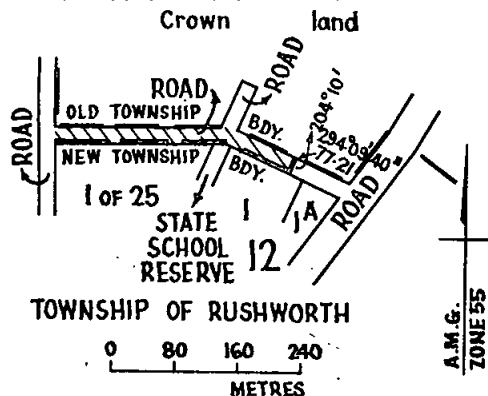 Crown land
ROAD
ROAD
ROAD
OLD TOWNSHIP
BDY.
204° 10'
294° 09' 40"
77·21
NEW TOWNSHIP
BDY.
ROAD
1 OF 25
1
1A
STATE
SCHOOL
RESERVE
12
TOWNSHIP OF RUSHWORTH
0 80 160 240
METRES
A.M.G.
ZONE 55